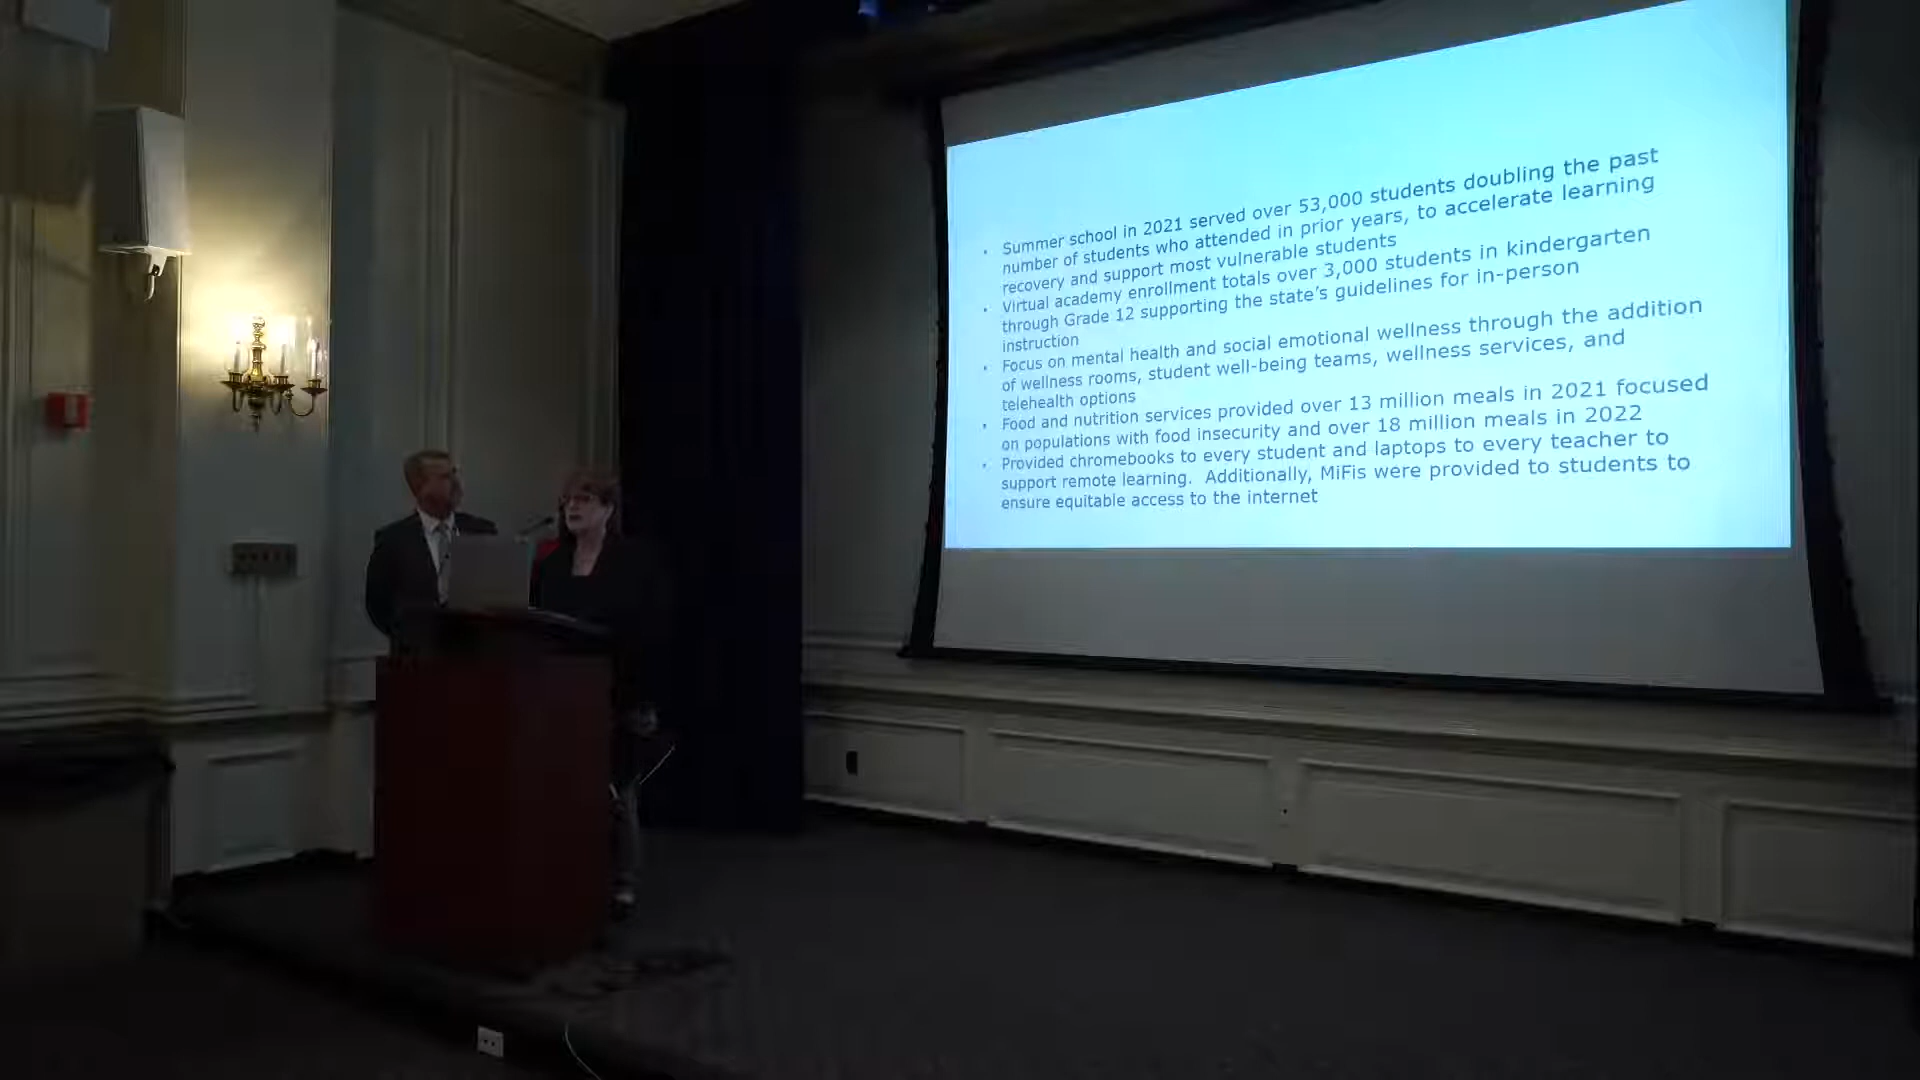 • Summer school in 2021 served over 53,000 students doubling the past
number of students who attended in prior years, to accelerate learning
recovery and support most vulnerable students
• Virtual academy enrollment totals over 3,000 students in kindergarten
through Grade 12 supporting the state’s guidelines for in-person
instruction
• Focus on mental health and social emotional wellness through the addition
of wellness rooms, student well-being teams, wellness services, and
telehealth options
• Food and nutrition services provided over 13 million meals in 2021 focused
on populations with food insecurity and over 18 million meals in 2022
• Provided chromebooks to every student and laptops to every teacher to
support remote learning. Additionally, MiFis were provided to students to
ensure equitable access to the internet